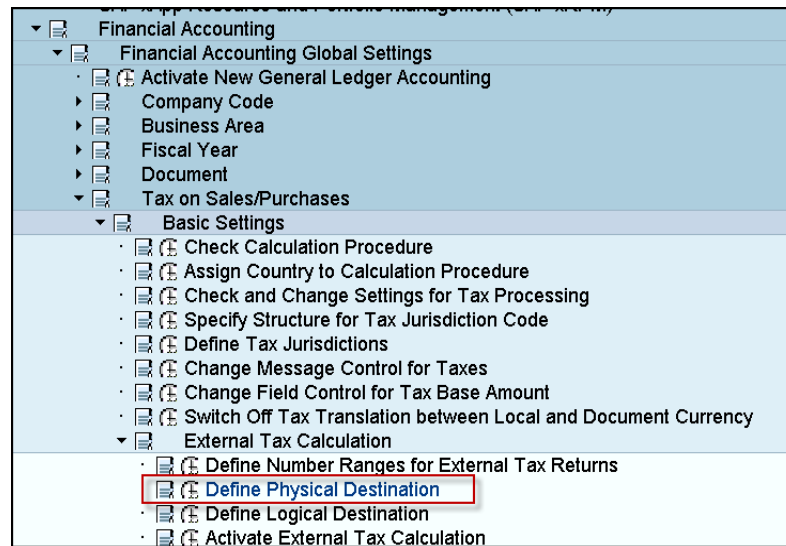 Financial Accounting
Financial Accounting Global Settings
Activate New General Ledger Accounting
Company Code
Business Area
Fiscal Year
Document
Tax on Sales/Purchases
Basic Settings
Check Calculation Procedure
Assign Country to Calculation Procedure
Check and Change Settings for Tax Processing
Specify Structure for Tax Jurisdiction Code
Define Tax Jurisdictions
Change Message Control for Taxes
Change Field Control for Tax Base Amount
Switch Off Tax Translation between Local and Document Currency
External Tax Calculation
Define Number Ranges for External Tax Returns
Define Physical Destination
Define Logical Destination
Activate External Tax Calculation